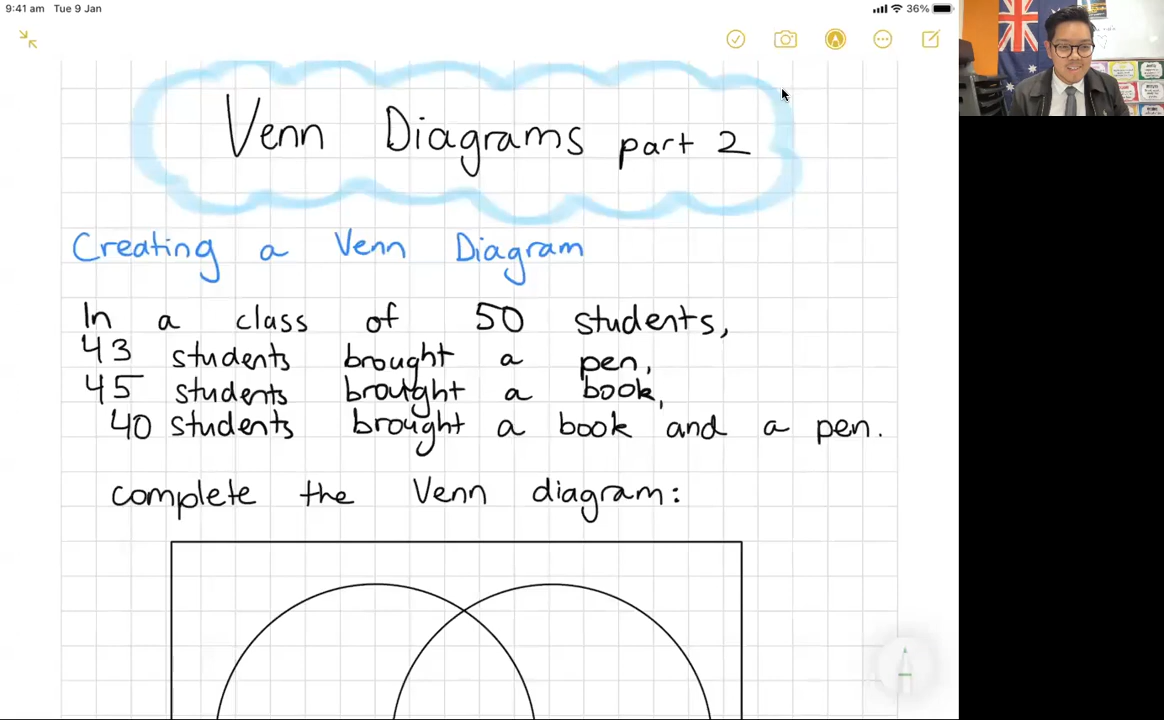 9:41 am Tue 9 Jan
36%
Venn Diagrams part 2
Creating a Venn Diagram
In a class of 50 students,
43 students brought a pen,
45 students brought a book,
40 students brought a book and a pen.
complete the Venn diagram: